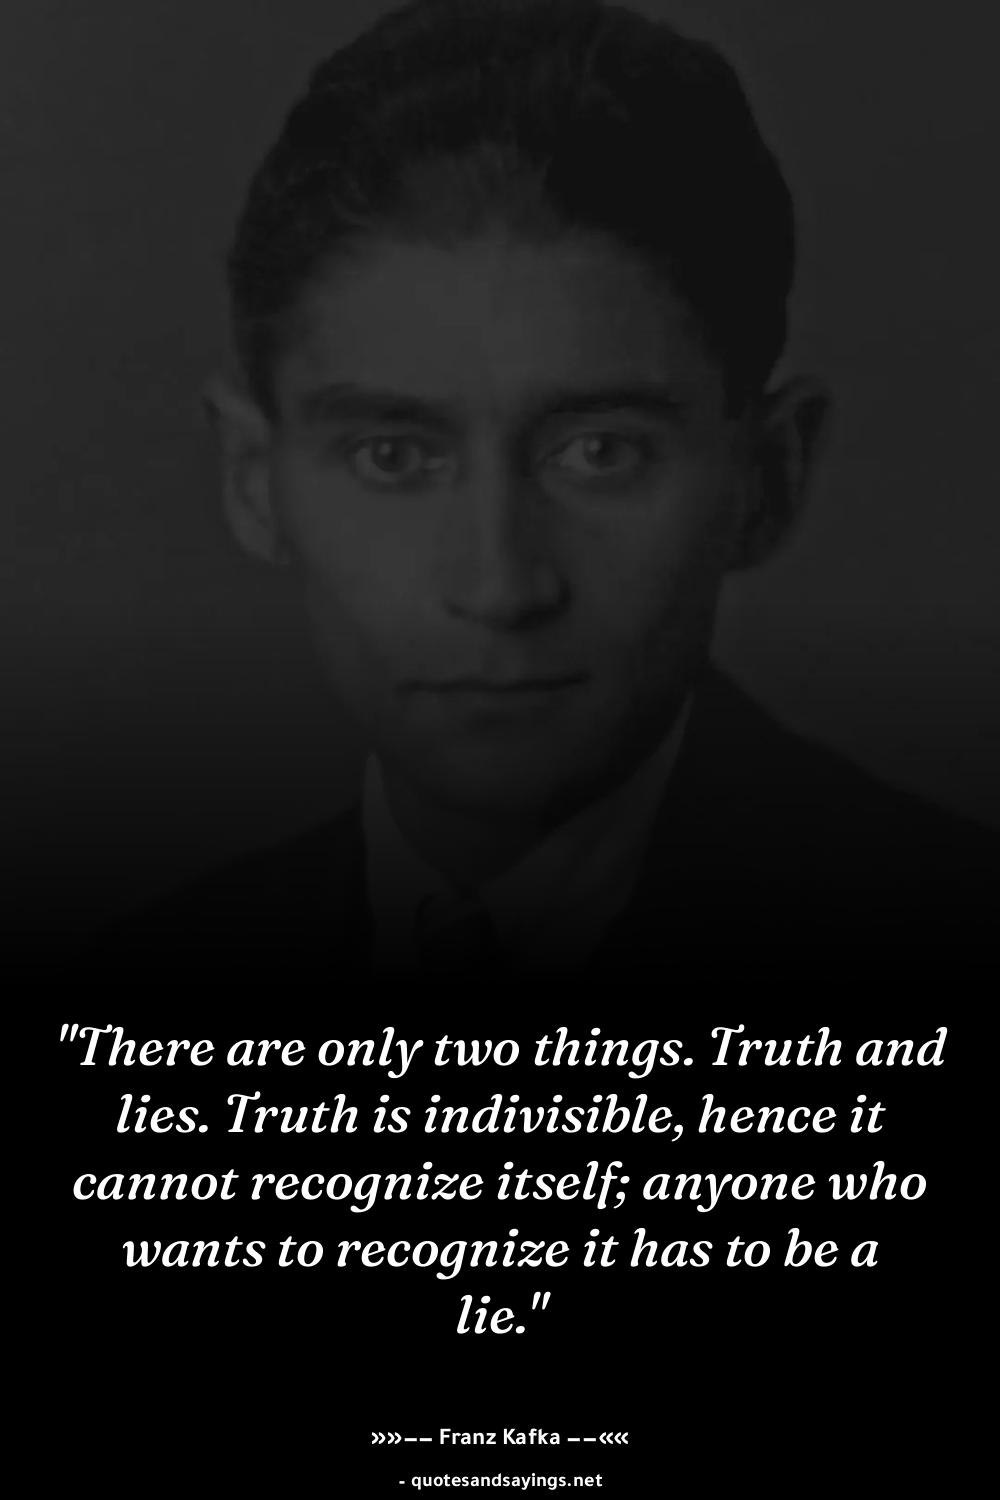 "There are only two things. Truth and
lies. Truth is indivisible, hence it
cannot recognize itself; anyone who
wants to recognize it has to be a
lie."
»»−− Franz Kafka −−««
- quotesandsayings.net